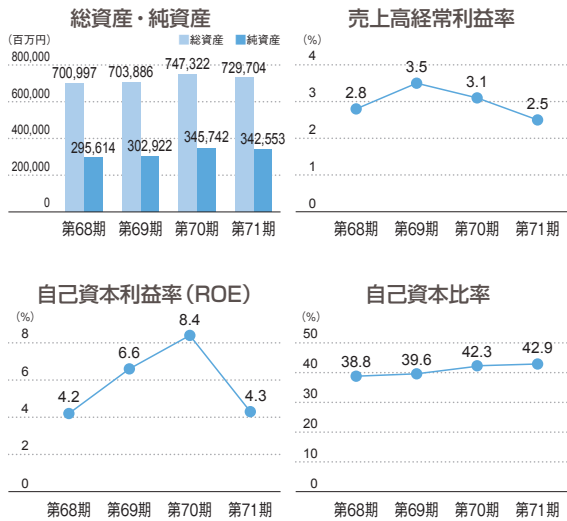 総資産・純資産
(百万円)
総資産 純資産
800,000
600,000
400,000
200,000
0
700,997 703,886 747,322 729,704
295,614 302,922 345,742 342,553
第68期 第69期 第70期 第71期
売上高経常利益率
(%)
4
3
2
1
0
2.8 3.5 3.1 2.5
第68期 第69期 第70期 第71期
自己資本利益率(ROE)
(%)
8
6
4
2
0
4.2 6.6 8.4 4.3
第68期 第69期 第70期 第71期
自己資本比率
(%)
50
40
30
20
10
0
38.8 39.6 42.3 42.9
第68期 第69期 第70期 第71期